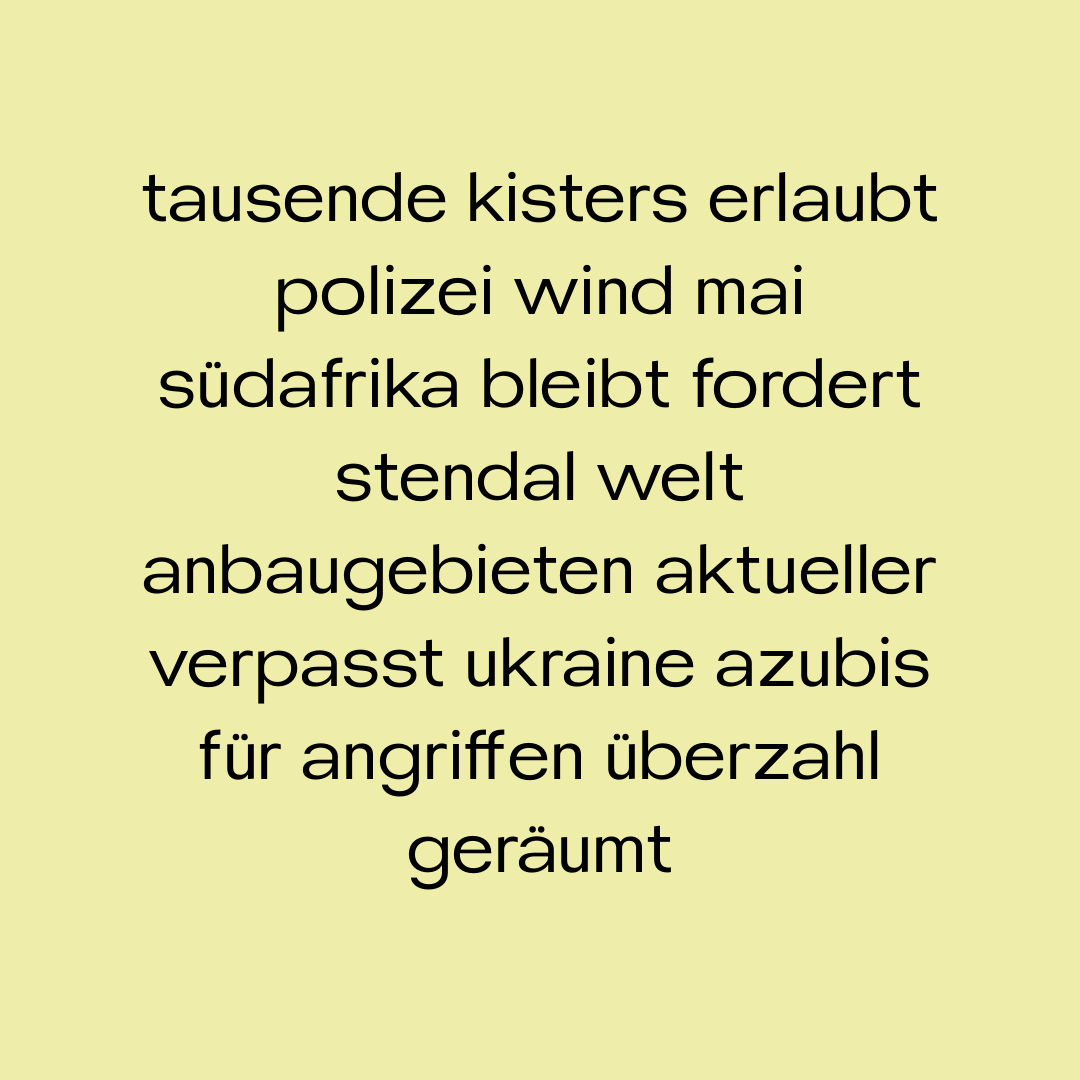 tausende kisters erlaubt
polizei wind mai
südafrika bleibt fordert
stendal welt
anbaugebieten aktueller
verpasst ukraine azubis
für angriffen überzahl
geräumt